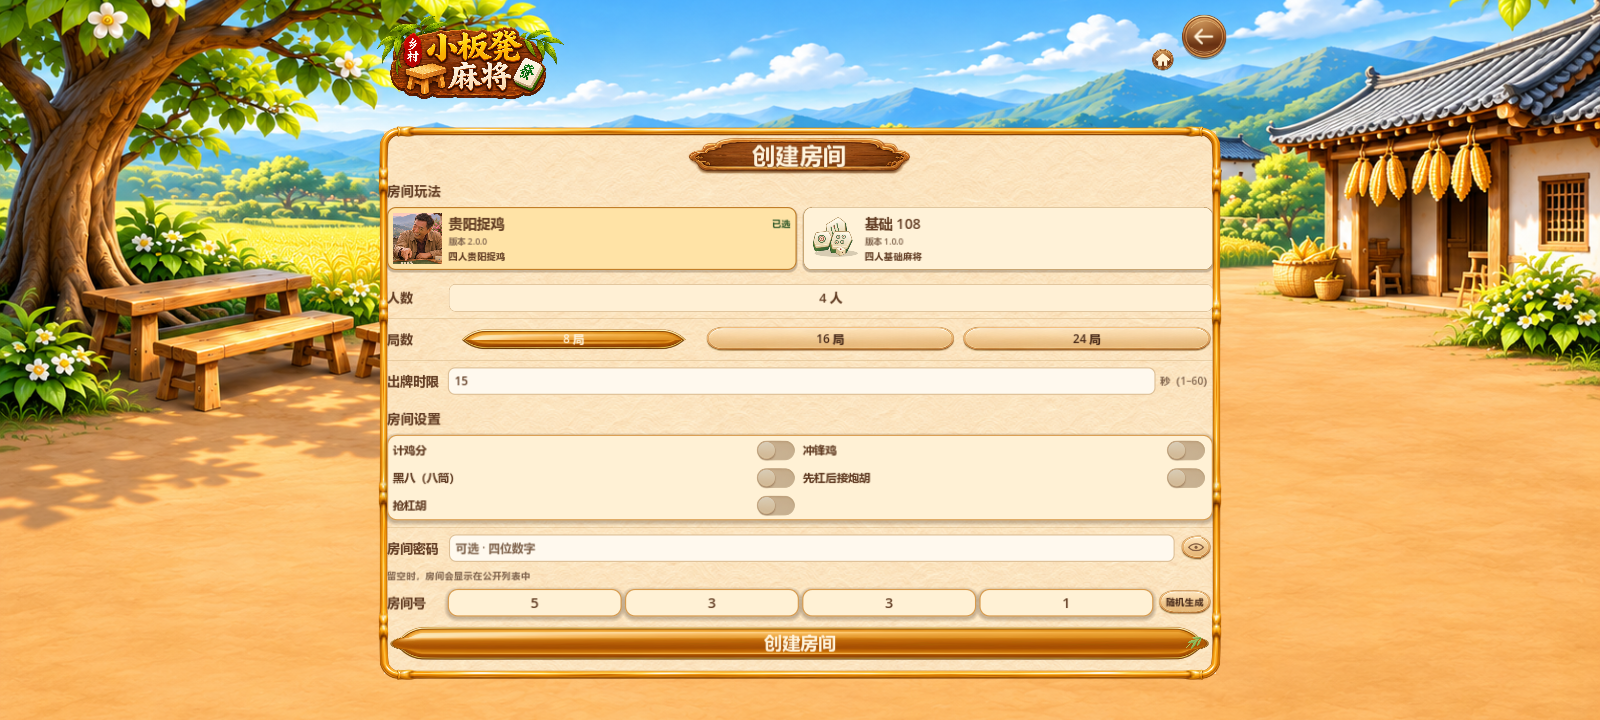 乡村
小板凳
麻将
發
创建房间
房间玩法
贵阳捉鸡
已选
版本 2.0.0
四人贵阳捉鸡
基础 108
版本 1.0.0
四人基础麻将
人数
4 人
局数
8 局
16 局
24 局
出牌时限
15
秒（1-60）
房间设置
计鸡分
冲锋鸡
黑八（八筒）
先杠后接炮胡
抢杠胡
房间密码
可选 · 四位数字
留空时，房间会显示在公开列表中
房间号
5
3
3
1
随机生成
创建房间